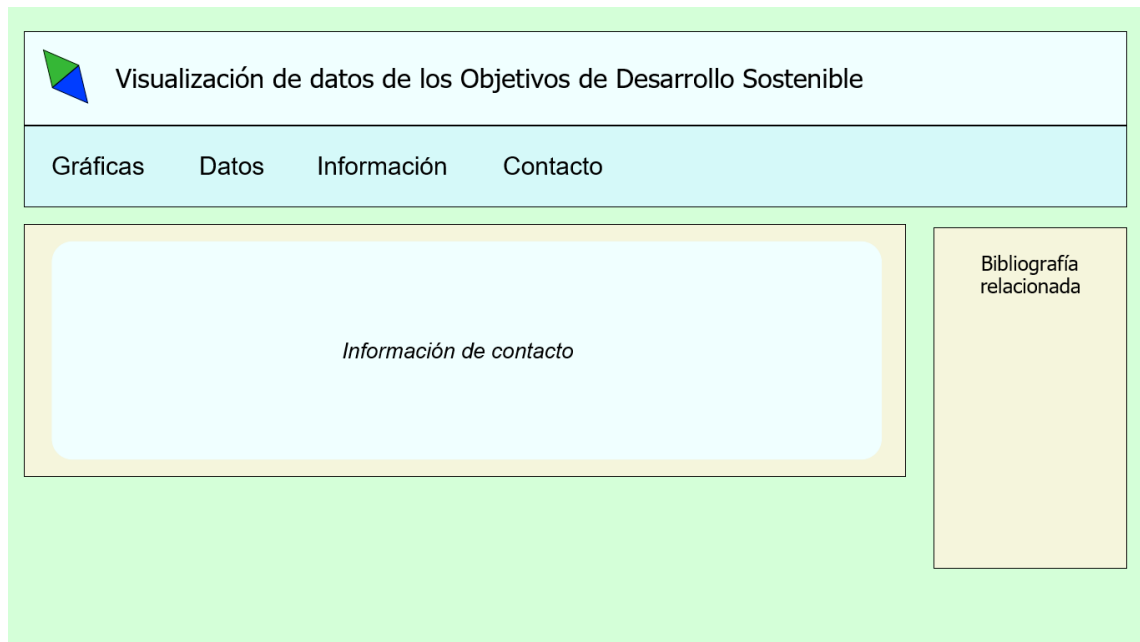 Visualización de datos de los Objetivos de Desarrollo Sostenible
Gráficas Datos Información Contacto
Información de contacto
Bibliografía
relacionada